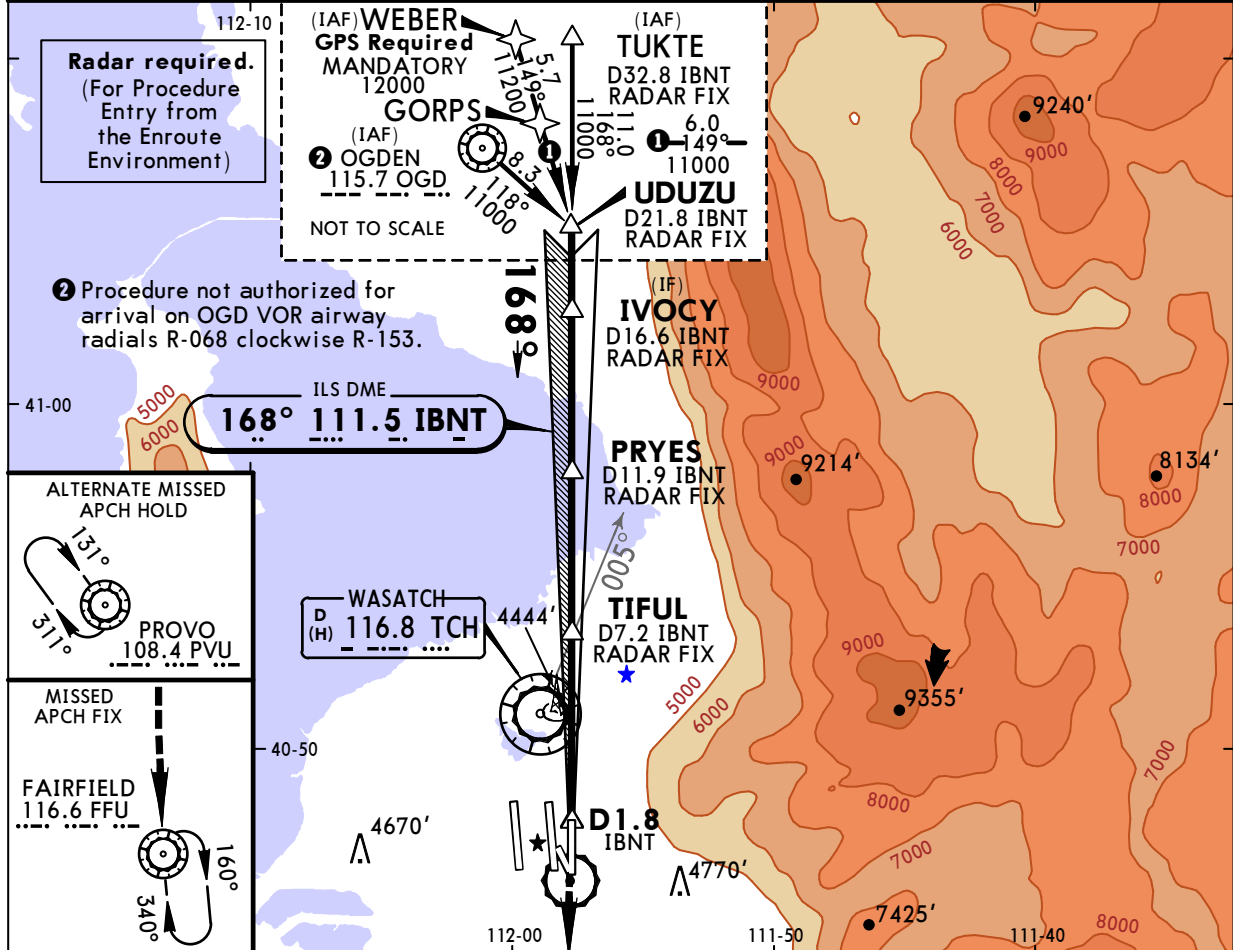 112-10
Radar required.
(For Procedure
Entry from
the Enroute
Environment)
(IAF) WEBER
GPS Required
MANDATORY
12000
5.7
149°
11200
GORPS
(IAF)
2 OGDEN
115.7 OGD
NOT TO SCALE
8.3
118°
11000
1
11.0
168°
11000
(IAF)
TUKTE
D32.8 IBNT
RADAR FIX
1
6.0
149°
11000
UDUZU
D21.8 IBNT
RADAR FIX
9240'
9000
8000
7000
6000
2 Procedure not authorized for
arrival on OGD VOR airway
radials R-068 clockwise R-153.
168°
(IF)
IVOCY
D16.6 IBNT
RADAR FIX
9000
41-00
5000
6000
ILS DME
168° 111.5 IBNT
PRYES
D11.9 IBNT
RADAR FIX
9000
9214'
8134'
8000
7000
ALTERNATE MISSED
APCH HOLD
131°
311°
PROVO
108.4 PVU
005°
WASATCH
D
(H) 116.8 TCH
4444'
TIFUL
D7.2 IBNT
RADAR FIX
5000
6000
9000
9355'
MISSED
APCH FIX
FAIRFIELD
116.6 FFU
160°
340°
40-50
4670'
D1.8
IBNT
4770'
8000
7000
7000
7425'
8000
112-00
111-50
111-40